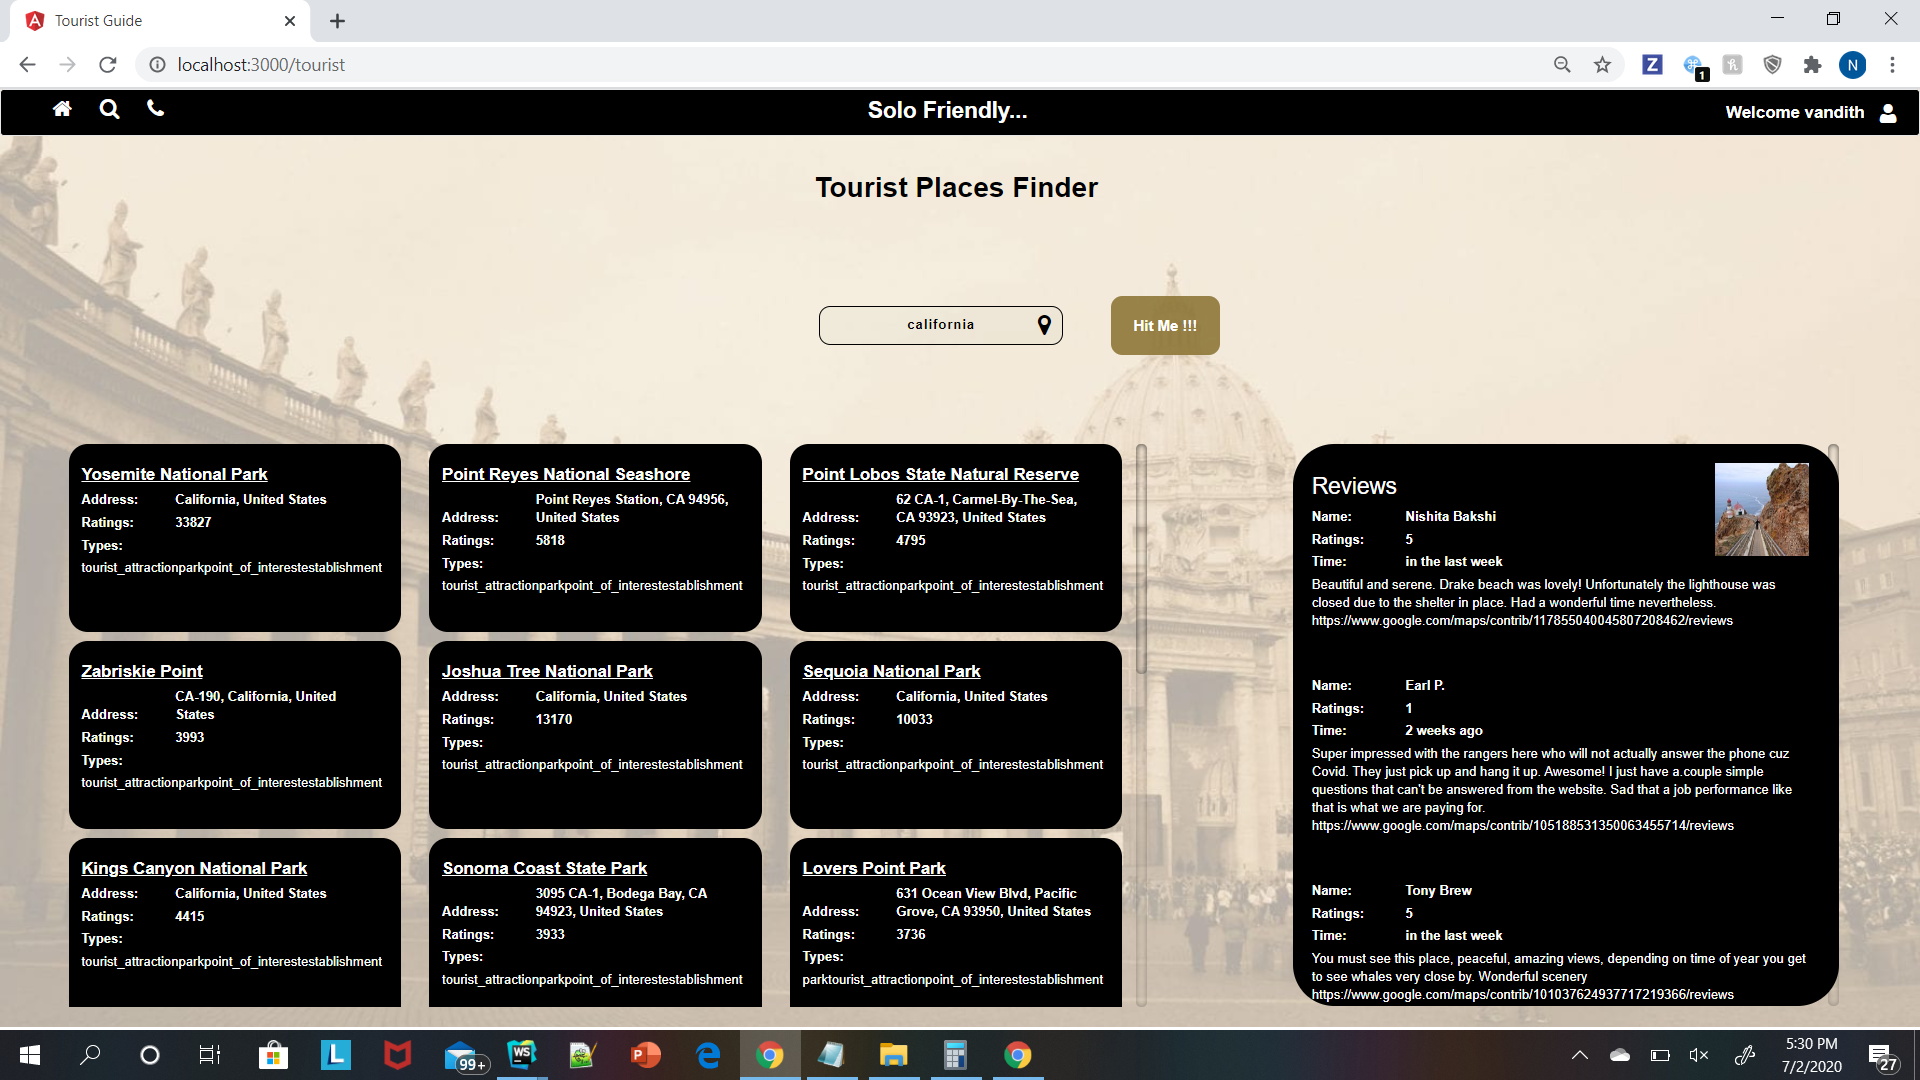 Tourist Guide
localhost:3000/tourist
Z
1
h
N
Solo Friendly...
Welcome vandith
Tourist Places Finder
california
Hit Me !!!
Yosemite National Park
Address: California, United States
Ratings: 33827
Types:
tourist_attractionparkpoint_of_interestestablishment
Point Reyes National Seashore
Point Reyes Station, CA 94956,
Address: United States
Ratings: 5818
Types:
tourist_attractionparkpoint_of_interestestablishment
Point Lobos State Natural Reserve
62 CA-1, Carmel-By-The-Sea,
Address: CA 93923, United States
Ratings: 4795
Types:
tourist_attractionparkpoint_of_interestestablishment
Zabriskie Point
CA-190, California, United
Address: States
Ratings: 3993
Types:
tourist_attractionparkpoint_of_interestestablishment
Joshua Tree National Park
Address: California, United States
Ratings: 13170
Types:
tourist_attractionparkpoint_of_interestestablishment
Sequoia National Park
Address: California, United States
Ratings: 10033
Types:
tourist_attractionparkpoint_of_interestestablishment
Kings Canyon National Park
Address: California, United States
Ratings: 4415
Types:
tourist_attractionparkpoint_of_interestestablishment
Sonoma Coast State Park
3095 CA-1, Bodega Bay, CA
Address: 94923, United States
Ratings: 3933
Types:
tourist_attractionparkpoint_of_interestestablishment
Lovers Point Park
631 Ocean View Blvd, Pacific
Address: Grove, CA 93950, United States
Ratings: 3736
Types:
parktourist_attractionpoint_of_interestestablishment
Reviews
Name: Nishita Bakshi
Ratings: 5
Time: in the last week
Beautiful and serene. Drake beach was lovely! Unfortunately the lighthouse was
closed due to the shelter in place. Had a wonderful time nevertheless.
https://www.google.com/maps/contrib/117855040045807208462/reviews
Name: Earl P.
Ratings: 1
Time: 2 weeks ago
Super impressed with the rangers here who will not actually answer the phone cuz
Covid. They just pick up and hang it up. Awesome! I just have a.couple simple
questions that can't be answered from the website. Sad that a job performance like
that is what we are paying for.
https://www.google.com/maps/contrib/105188531350063455714/reviews
Name: Tony Brew
Ratings: 5
Time: in the last week
You must see this place, peaceful, amazing views, depending on time of year you get
to see whales very close by. Wonderful scenery
https://www.google.com/maps/contrib/101037624937717219366/reviews
L
99+
WS
P
5:30 PM
7/2/2020
27